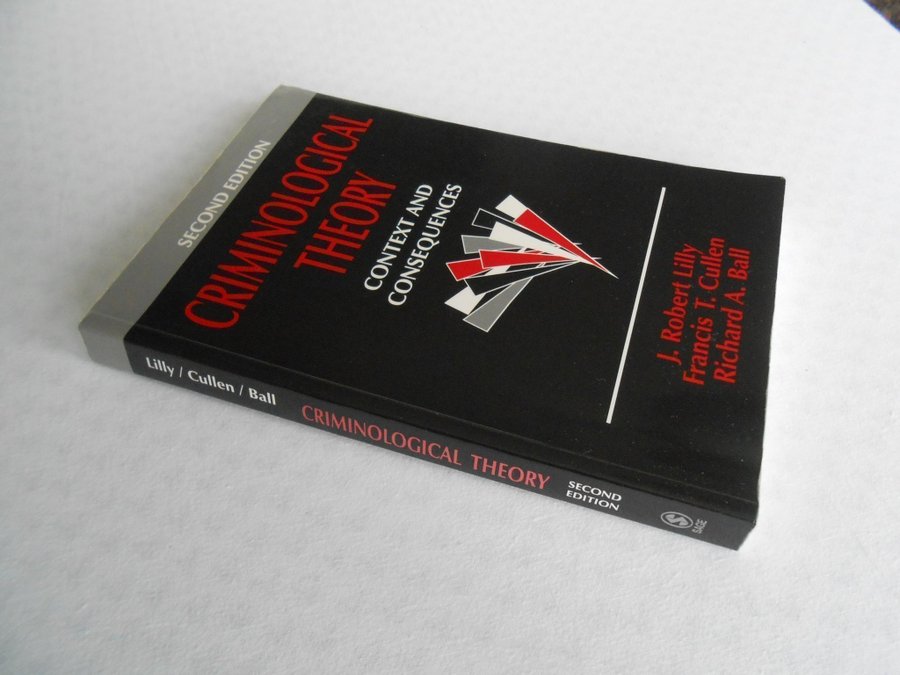 SECOND EDITION
CRIMINOLOGICAL
THEORY
CONTEXT AND
CONSEQUENCES
J. Robert Lilly
Francis T. Cullen
Richard A. Ball
Lilly / Cullen / Ball
CRIMINOLOGICAL THEORY
SECOND
EDITION
S
SAGE